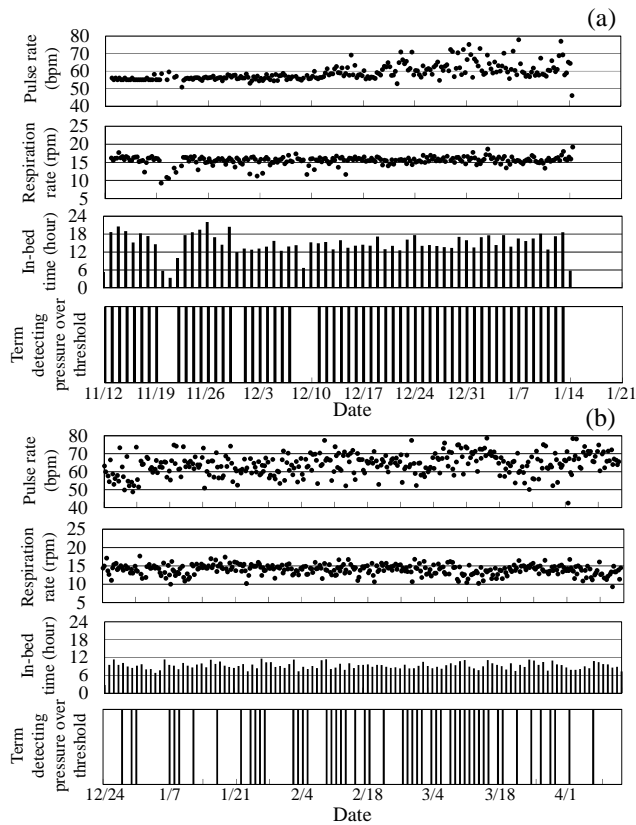 (a)
Pulse rate
(bpm)
80
70
60
50
40
Respiration
rate (rpm)
25
20
15
10
5
In-bed
time (hour)
24
18
12
6
0
Term
detecting
pressure over
threshold
11/12 11/19 11/26 12/3 12/10 12/17 12/24 12/31 1/7 1/14 1/21
Date
(b)
Pulse rate
(bpm)
80
70
60
50
40
Respiration
rate (rpm)
25
20
15
10
5
In-bed
time (hour)
24
18
12
6
0
Term
detecting
pressure over
threshold
12/24 1/7 1/21 2/4 2/18 3/4 3/18 4/1
Date